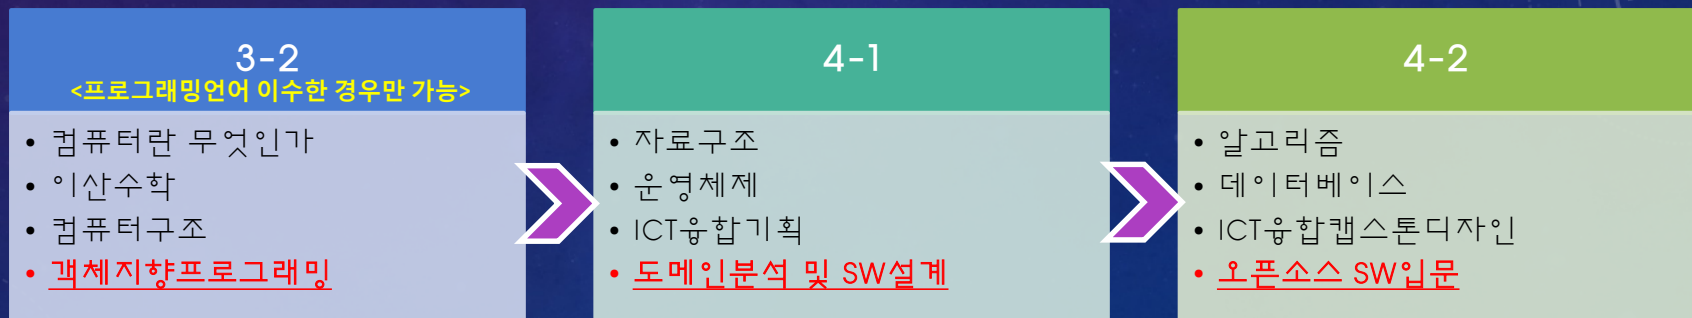 3-2
<프로그래밍언어 이수한 경우만 가능>
• 컴퓨터란 무엇인가
• 이산수학
• 컴퓨터구조
• 객체지향프로그래밍
4-1
• 자료구조
• 운영체제
• ICT융합기획
• 도메인분석 및 SW설계
4-2
• 알고리즘
• 데이터베이스
• ICT융합캡스톤디자인
• 오픈소스 SW입문